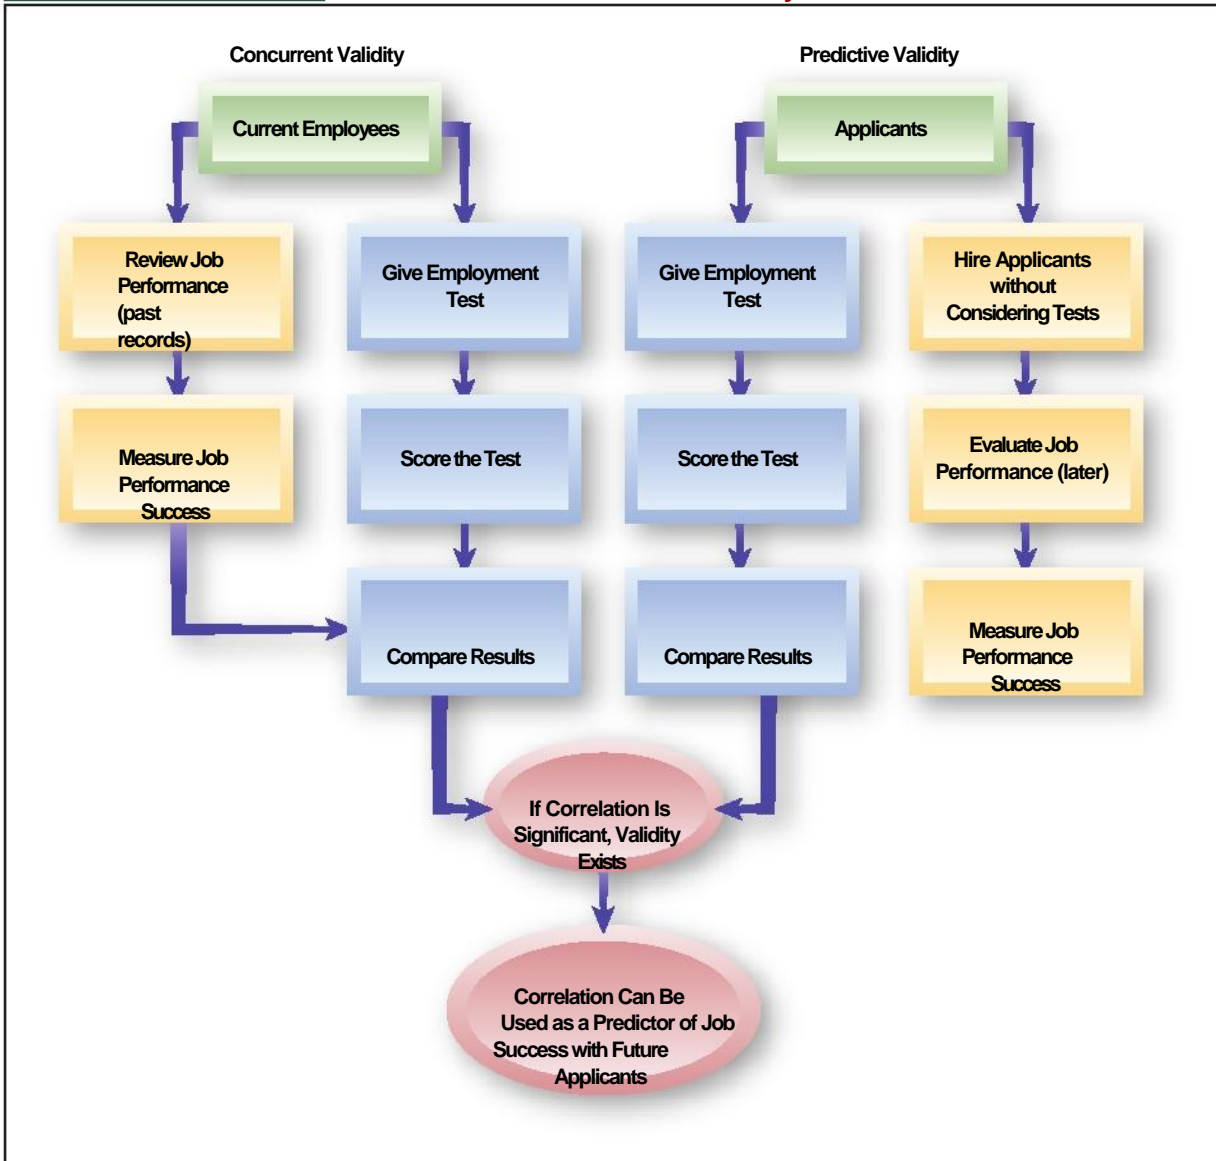 Concurrent Validity
Predictive Validity
Current Employees
Applicants
Review Job
Performance
(past
records)
Give Employment
Test
Give Employment
Test
Hire Applicants
without
Considering Tests
Measure Job
Performance
Success
Score the Test
Score the Test
Evaluate Job
Performance (later)
Compare Results
Compare Results
Measure Job
Performance
Success
If Correlation Is
Significant, Validity
Exists
Correlation Can Be
Used as a Predictor of Job
Success with Future
Applicants